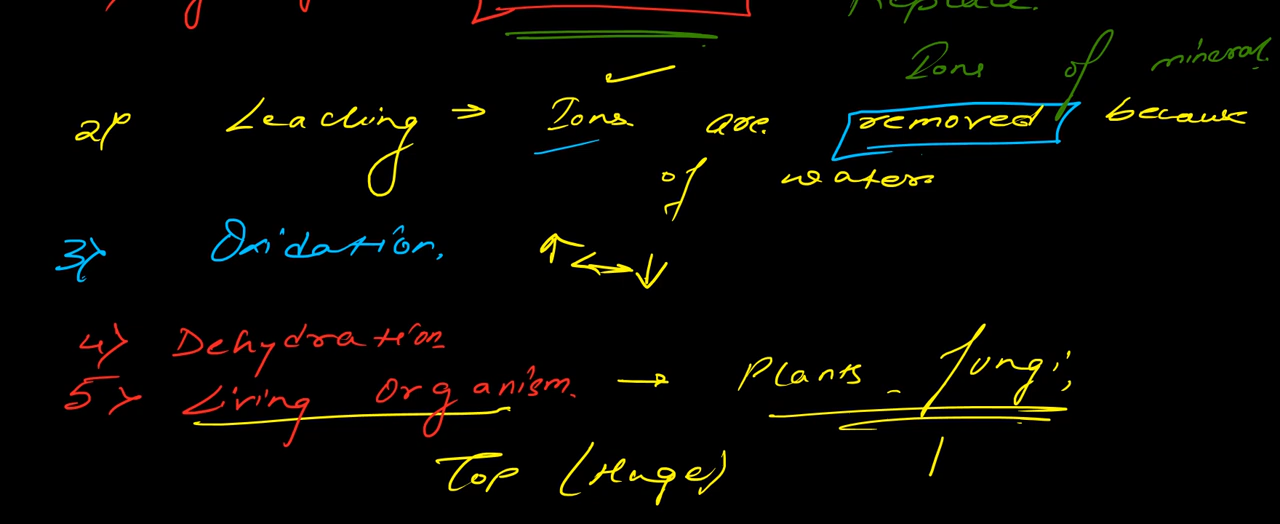 Replace.
Ions of mineral.
2) Leaching → Ions are removed because
of water
3) Oxidation.
4) Dehydration
5) Living Organism. → Plants - fungi;
Top (Huge)